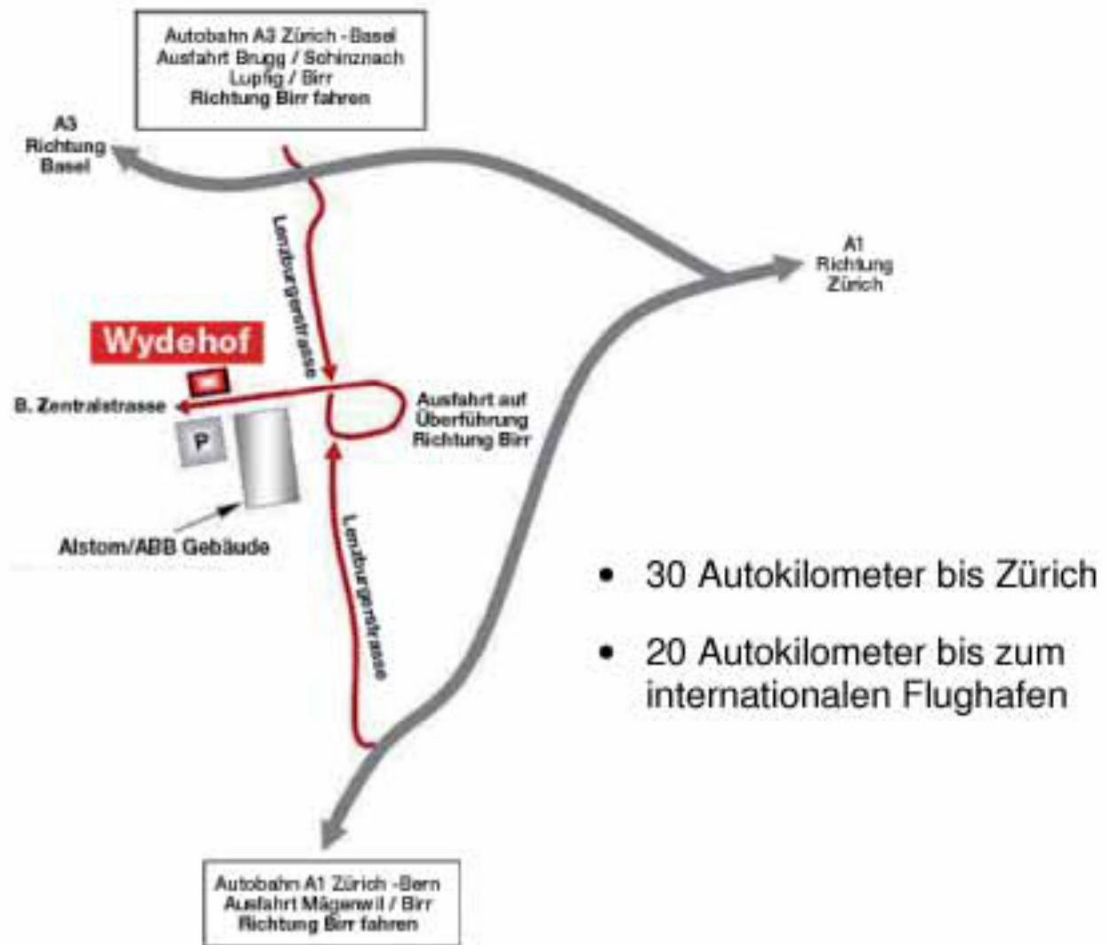 Autobahn A3 Zürich -Basel
Ausfahrt Brugg / Schinznach
Lupfig / Birr
Richtung Birr fahren
A3
Richtung
Basel
A1
Richtung
Zürich
Lenzburgerstrasse
Wydehof
B. Zentralstrasse
P
Ausfahrt auf
Überführung
Richtung Birr
Alstom/ABB Gebäude
Lenzburgerstrasse
• 30 Autokilometer bis Zürich
• 20 Autokilometer bis zum
internationalen Flughafen
Autobahn A1 Zürich -Bern
Ausfahrt Mägenwil / Birr
Richtung Birr fahren